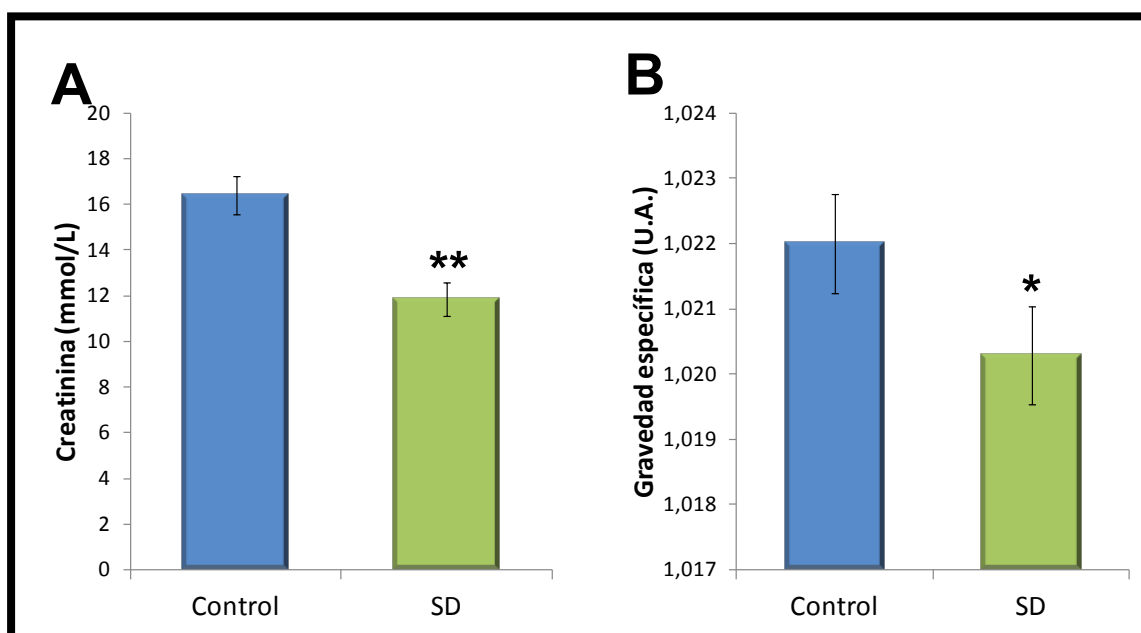 A
Creatinina (mmol/L)
20
18
16
14
12
10
8
6
4
2
0
**
Control
SD
B
Gravedad específica (U.A.)
1,024
1,023
1,022
1,021
1,020
1,019
1,018
1,017
*
Control
SD